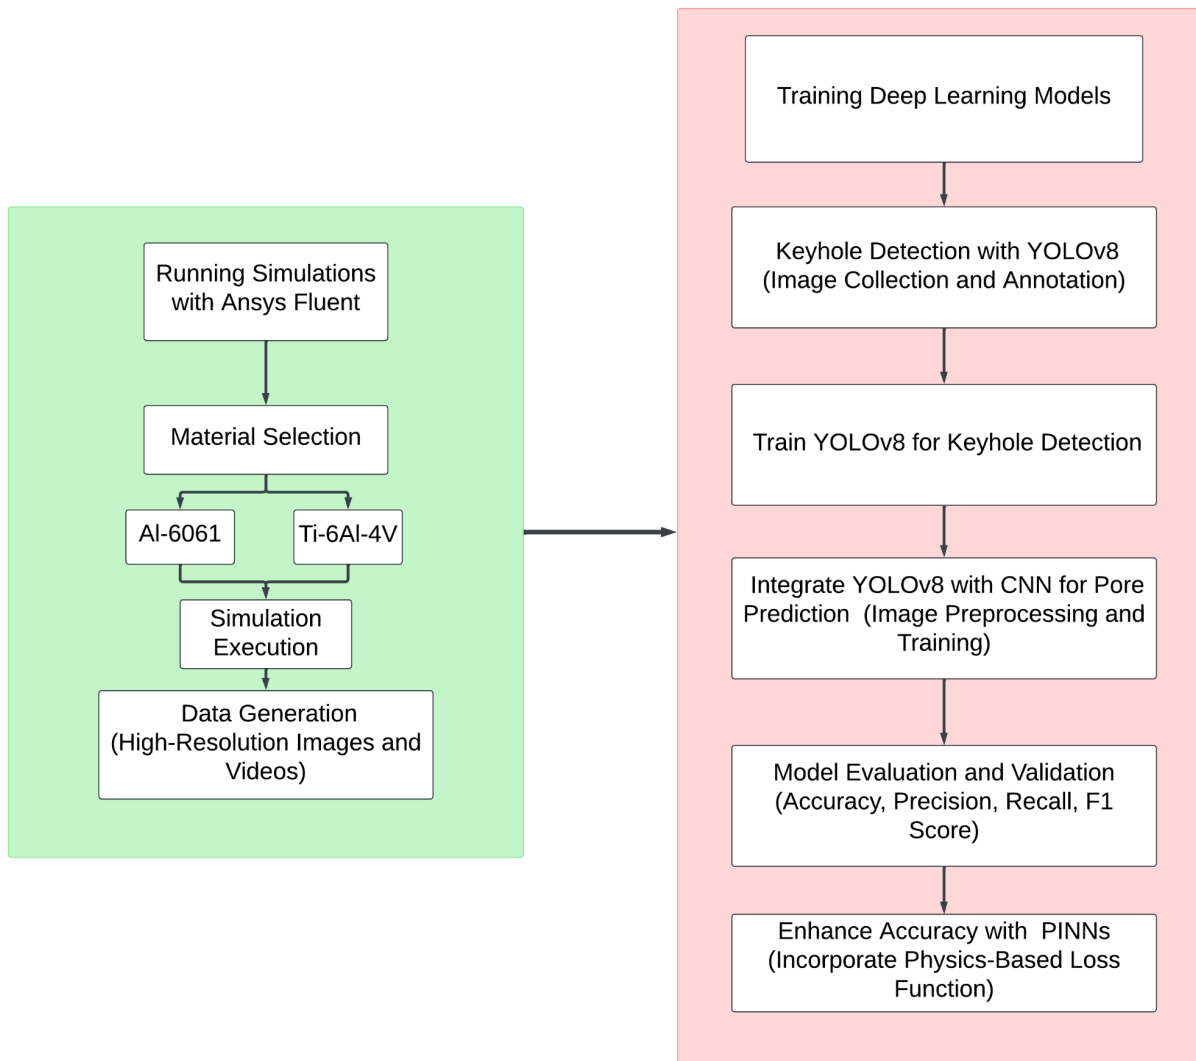 Running Simulations
with Ansys Fluent
Material Selection
Al-6061
Ti-6Al-4V
Simulation
Execution
Data Generation
(High-Resolution Images and
Videos)
Training Deep Learning Models
Keyhole Detection with YOLOv8
(Image Collection and Annotation)
Train YOLOv8 for Keyhole Detection
Integrate YOLOv8 with CNN for Pore
Prediction  (Image Preprocessing and
Training)
Model Evaluation and Validation
(Accuracy, Precision, Recall, F1
Score)
Enhance Accuracy with  PINNs
(Incorporate Physics-Based Loss
Function)